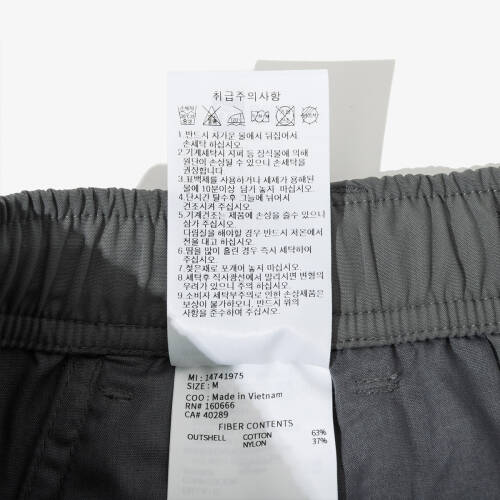 취급주의사항
1.반드시 차가운 물에서 뒤집어서
손세탁 하십시오.
2.기계세탁시 지퍼 등 장식물에 의해
원단이 손상될 수 있으니 손세탁을
권장합니다
3.표백제를 사용하거나 세제가 용해된
물에 10분이상 담가 놓지 마십시오.
4.단시간 탈수후 그늘에 뉘어서
건조시켜 주십시오.
5.기계건조는 제품에 손상을 줄수 있으니
삼가 주십시오.
다림질을 해야할 경우 반드시 저온에서
천을 대고 하십시오.
6.땀을 많이 흘린 경우 즉시 세탁하여
주십시오.
7.젖은채로 포개어 놓지 마십시오.
8.세탁후 직사광선에서 말리시면 변형의
우려가 있으니 피해 주십시오.
9.소비자 세탁부주의로 인한 손상제품은
보상이 불가하오니, 반드시 위의
사항을 준수하여 주십시오.
MI : 14741975
SIZE: M
COO : Made in Vietnam
RN# 160666
CA# 40289
FIBER CONTENTS
OUTSHELL COTTON 63%
NYLON 37%